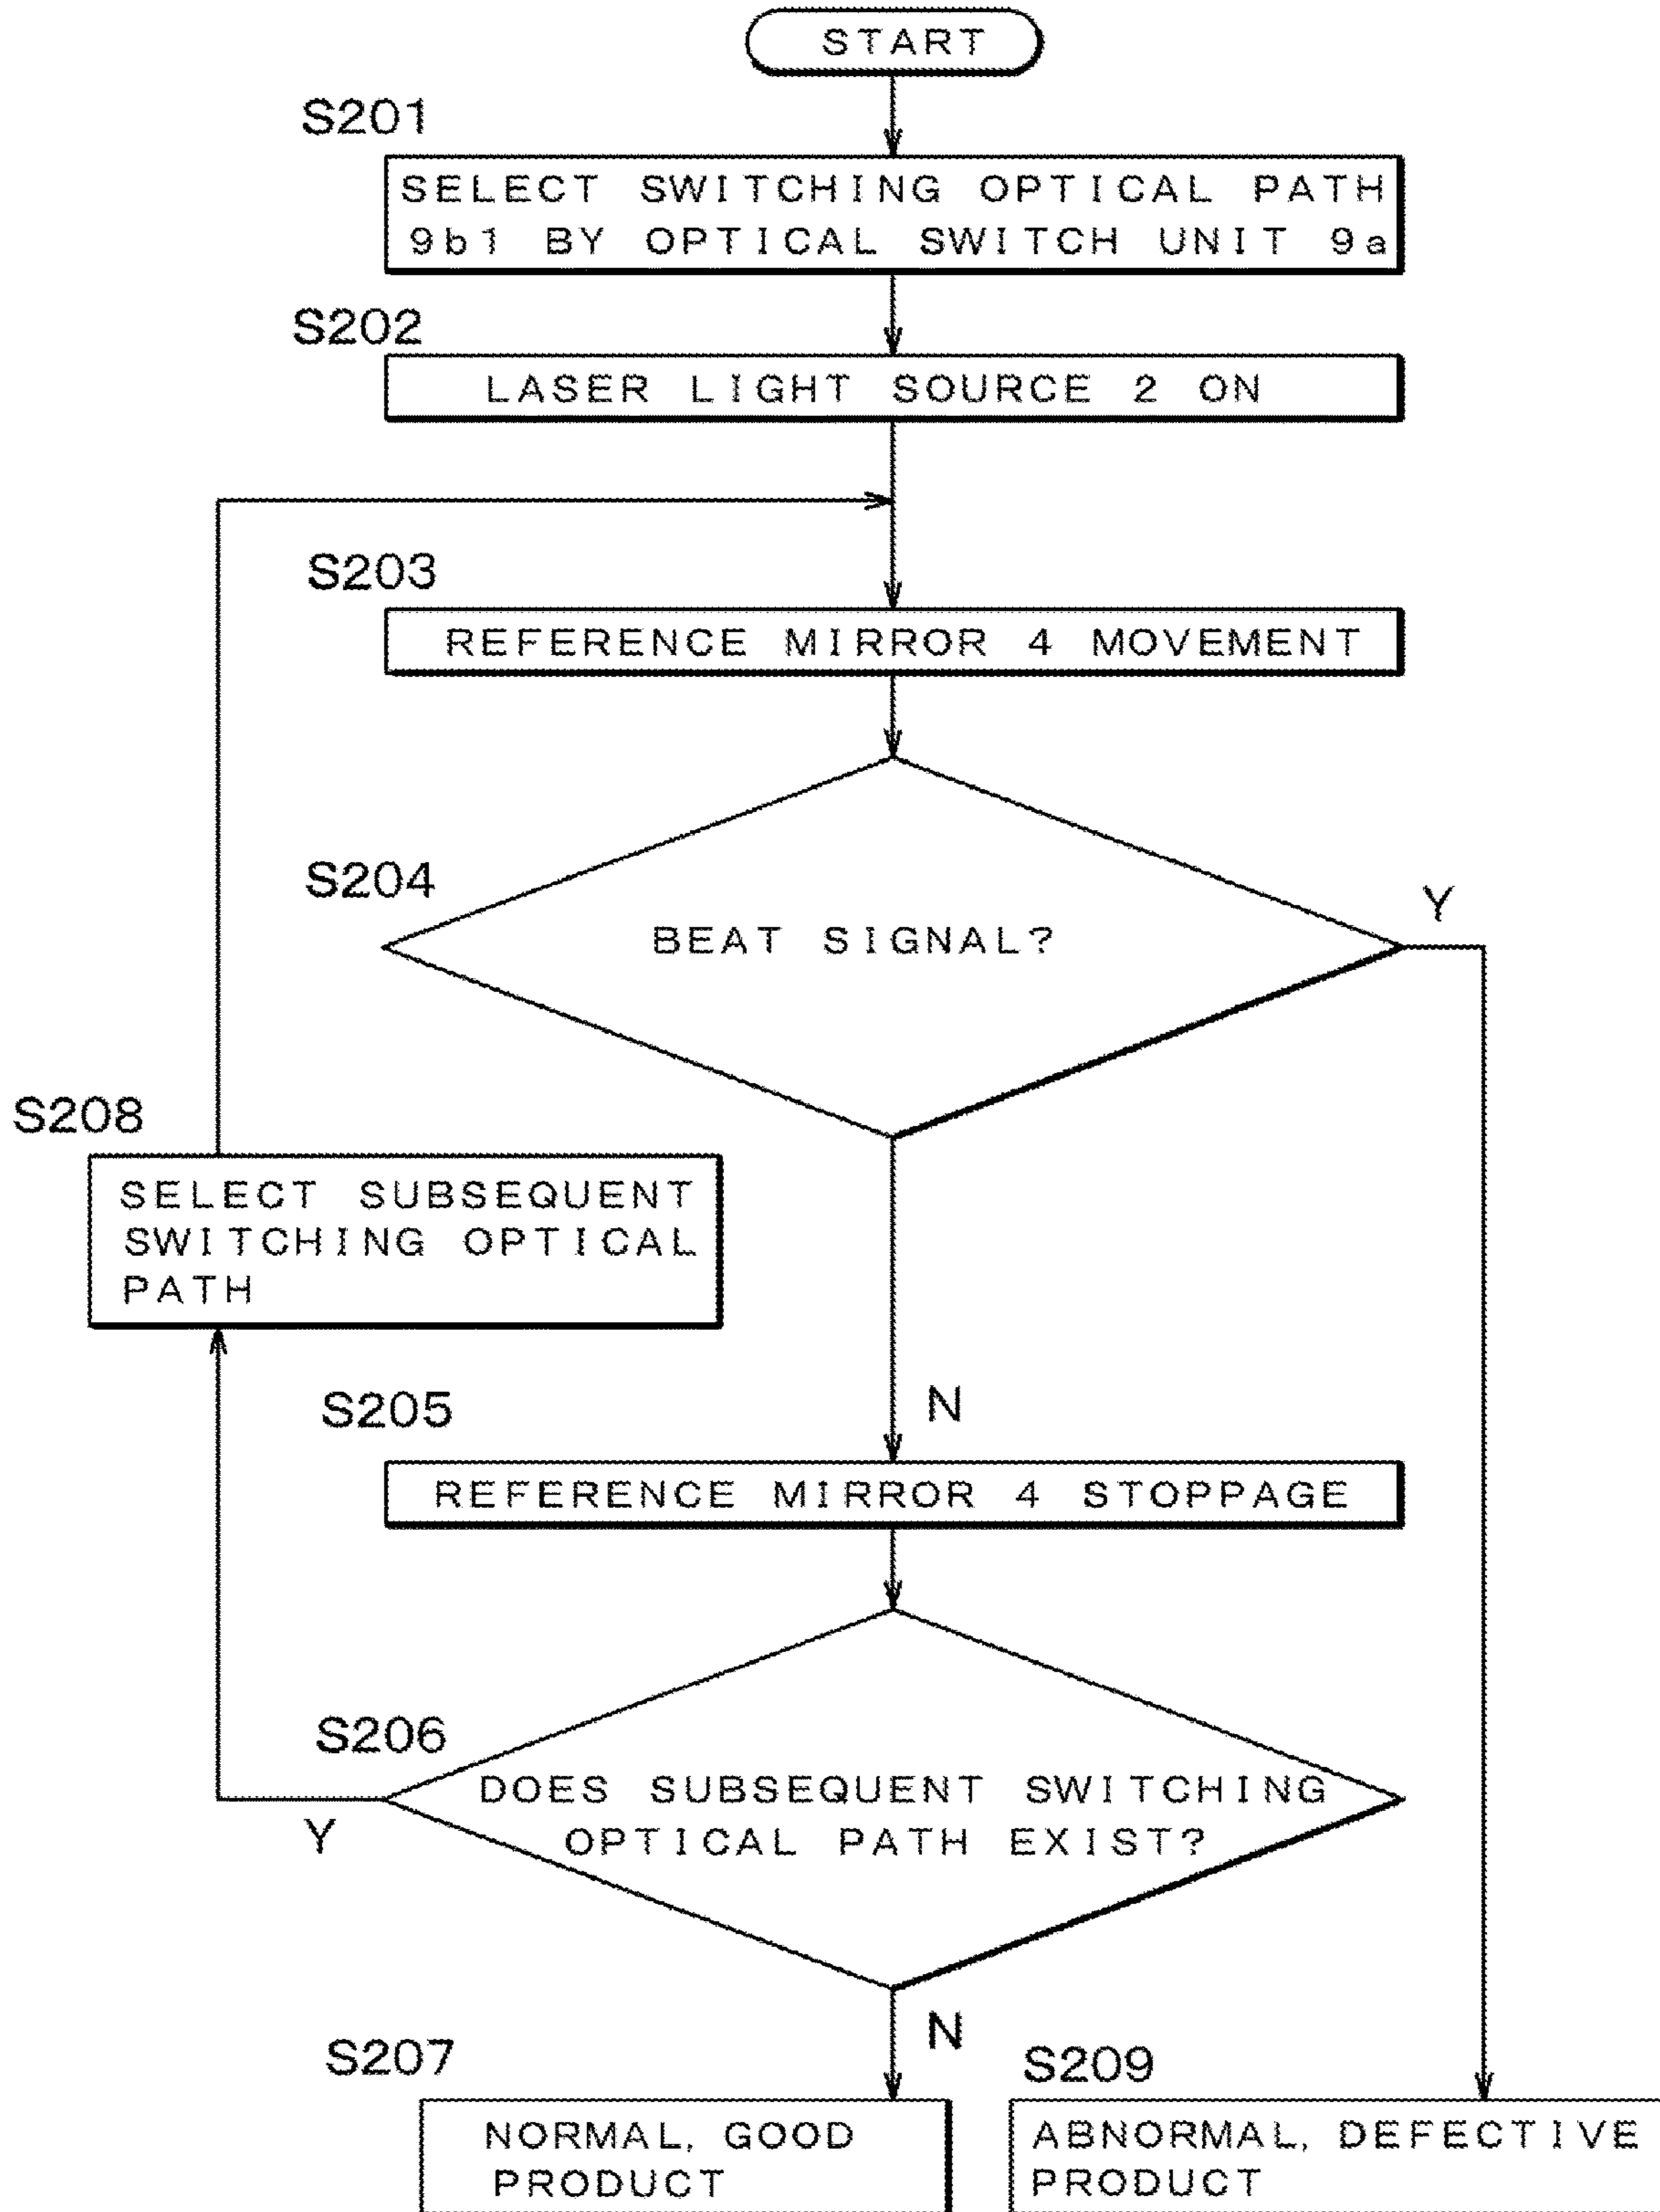 START
S201
SELECT SWITCHING OPTICAL PATH
9b1 BY OPTICAL SWITCH UNIT 9a
S202
LASER LIGHT SOURCE 2 ON
S203
REFERENCE MIRROR 4 MOVEMENT
S204
BEAT SIGNAL?
Y
S208
SELECT SUBSEQUENT
SWITCHING OPTICAL
PATH
N
S205
REFERENCE MIRROR 4 STOPPAGE
S206
DOES SUBSEQUENT SWITCHING
OPTICAL PATH EXIST?
Y
N
S207
NORMAL, GOOD
PRODUCT
S209
ABNORMAL, DEFECTIVE
PRODUCT